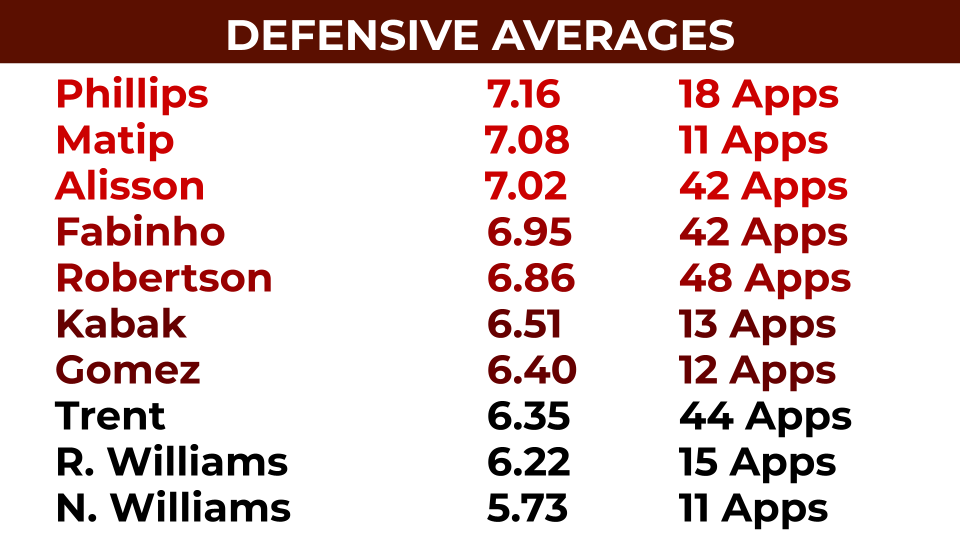 DEFENSIVE AVERAGES
Phillips 7.16 18 Apps
Matip 7.08 11 Apps
Alisson 7.02 42 Apps
Fabinho 6.95 42 Apps
Robertson 6.86 48 Apps
Kabak 6.51 13 Apps
Gomez 6.40 12 Apps
Trent 6.35 44 Apps
R. Williams 6.22 15 Apps
N. Williams 5.73 11 Apps